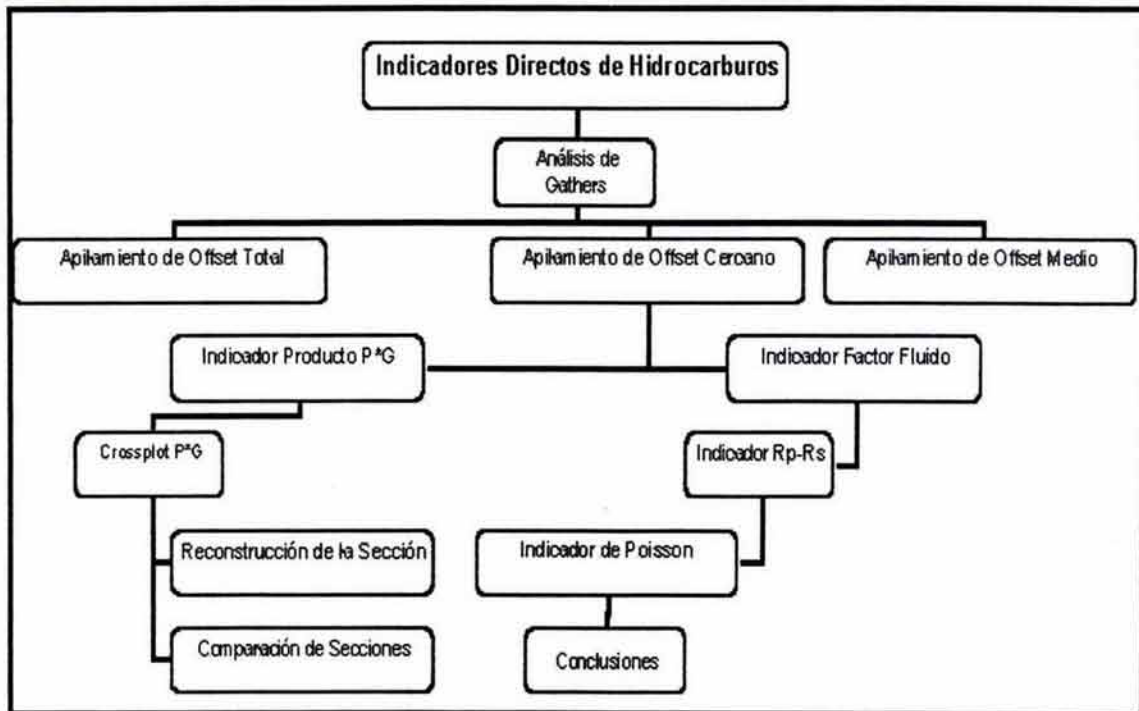 Indicadores Directos de Hidrocarburos
Análisis de
Gathers
Apilamiento de Offset Total
Apilamiento de Offset Cercano
Apilamiento de Offset Medio
Indicador Producto P*G
Indicador Factor Fluido
Crossplot P*G
Indicador Rp-Rs
Reconstrucción de la Sección
Indicador de Poisson
Comparación de Secciones
Conclusiones